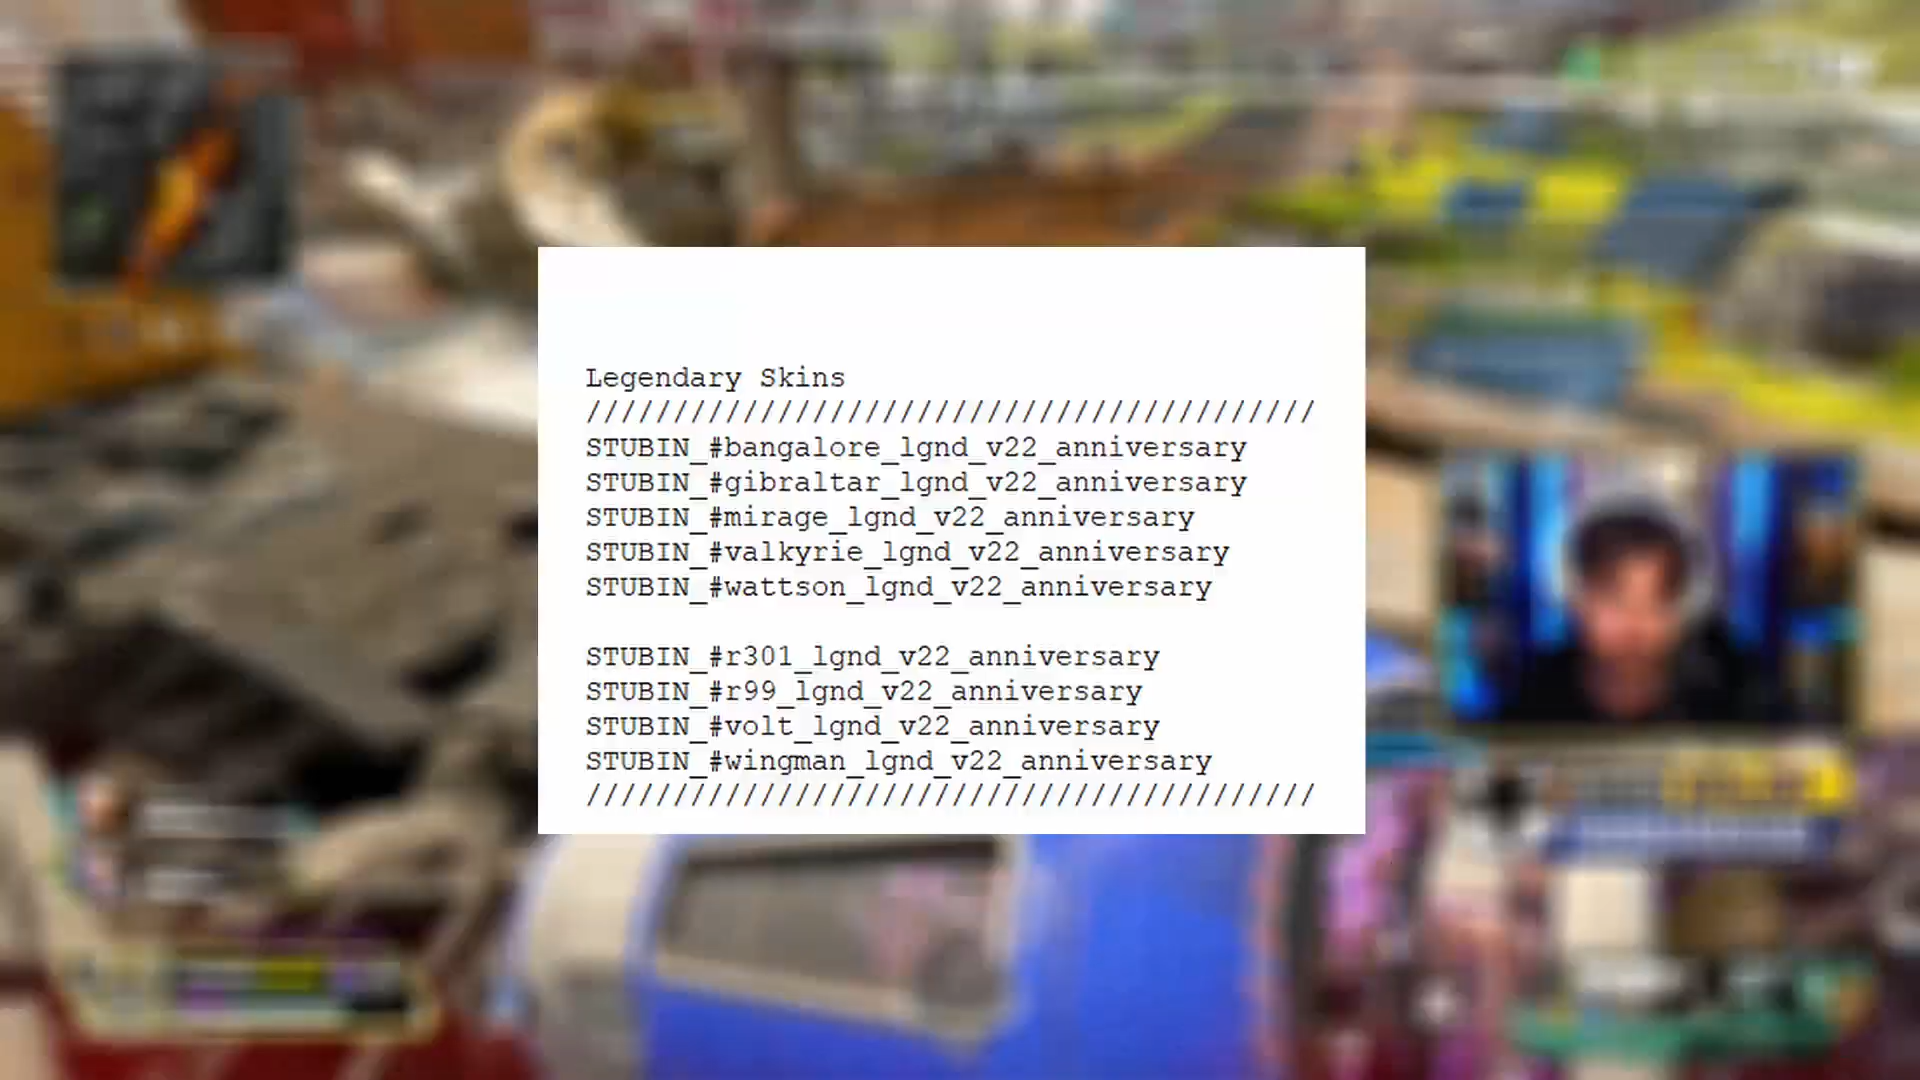 Legendary Skins
//////////////////////////////////////////
STUBIN_#bangalore_lgnd_v22_anniversary
STUBIN_#gibraltar_lgnd_v22_anniversary
STUBIN_#mirage_lgnd_v22_anniversary
STUBIN_#valkyrie_lgnd_v22_anniversary
STUBIN_#wattson_lgnd_v22_anniversary
STUBIN_#r301_lgnd_v22_anniversary
STUBIN_#r99_lgnd_v22_anniversary
STUBIN_#volt_lgnd_v22_anniversary
STUBIN_#wingman_lgnd_v22_anniversary
//////////////////////////////////////////